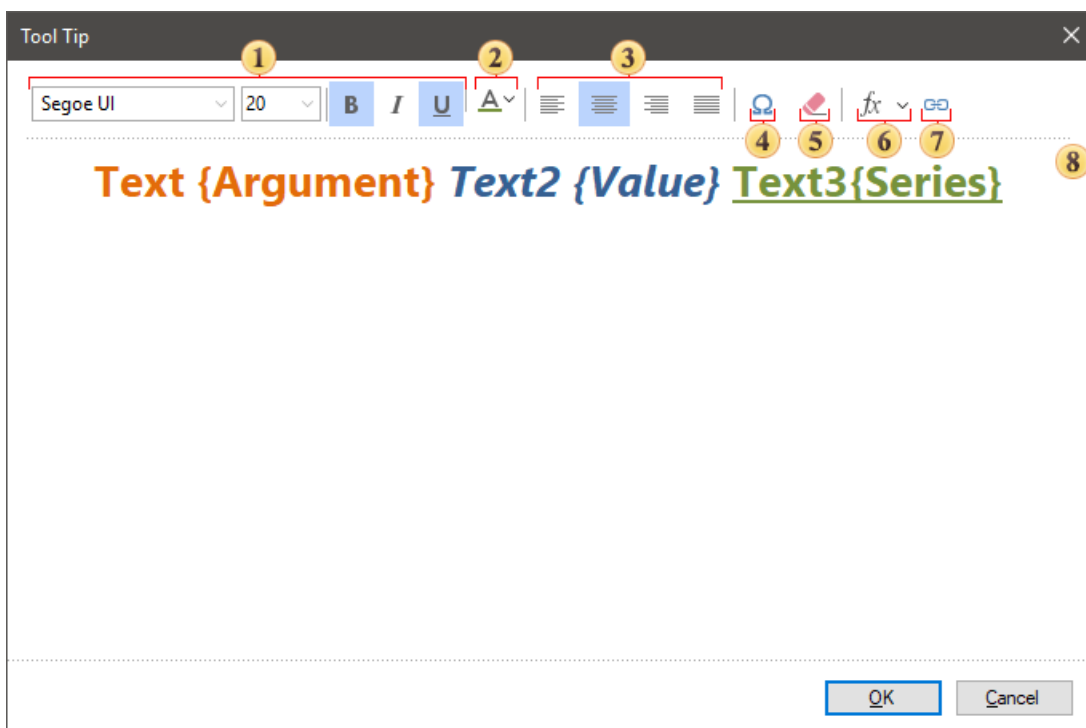 Tool Tip
1 2 3
Segoe UI 20 B I U A Ω fx
4 5 6 7
8
Text {Argument} Text2 {Value} Text3{Series}
OK Cancel